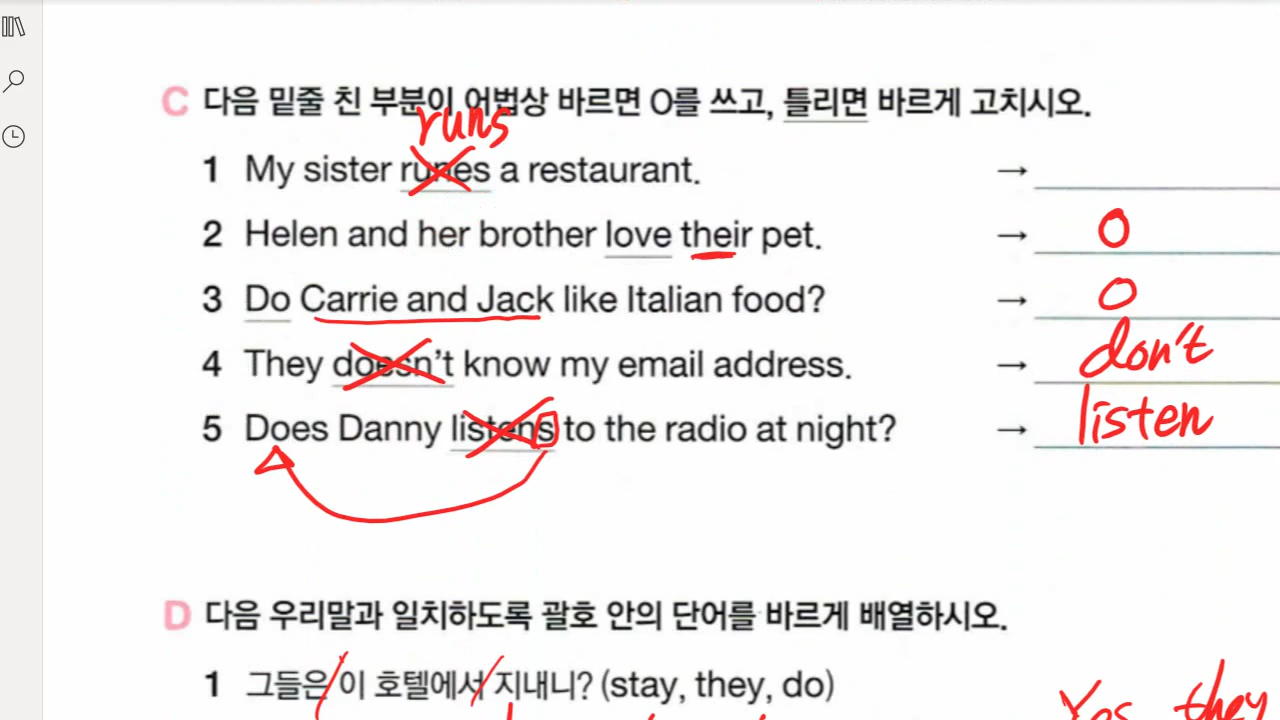 C 다음 밑줄 친 부분이 어법상 바르면 O를 쓰고, 틀리면 바르게 고치시오.
runs
1 My sister runes a restaurant. →
2 Helen and her brother love their pet. → O
3 Do Carrie and Jack like Italian food? → O
4 They doesn't know my email address. → don't
5 Does Danny listens to the radio at night? → listen
D 다음 우리말과 일치하도록 괄호 안의 단어를 바르게 배열하시오.
1 그들은 이 호텔에서 지내니? (stay, they, do)
Yes they